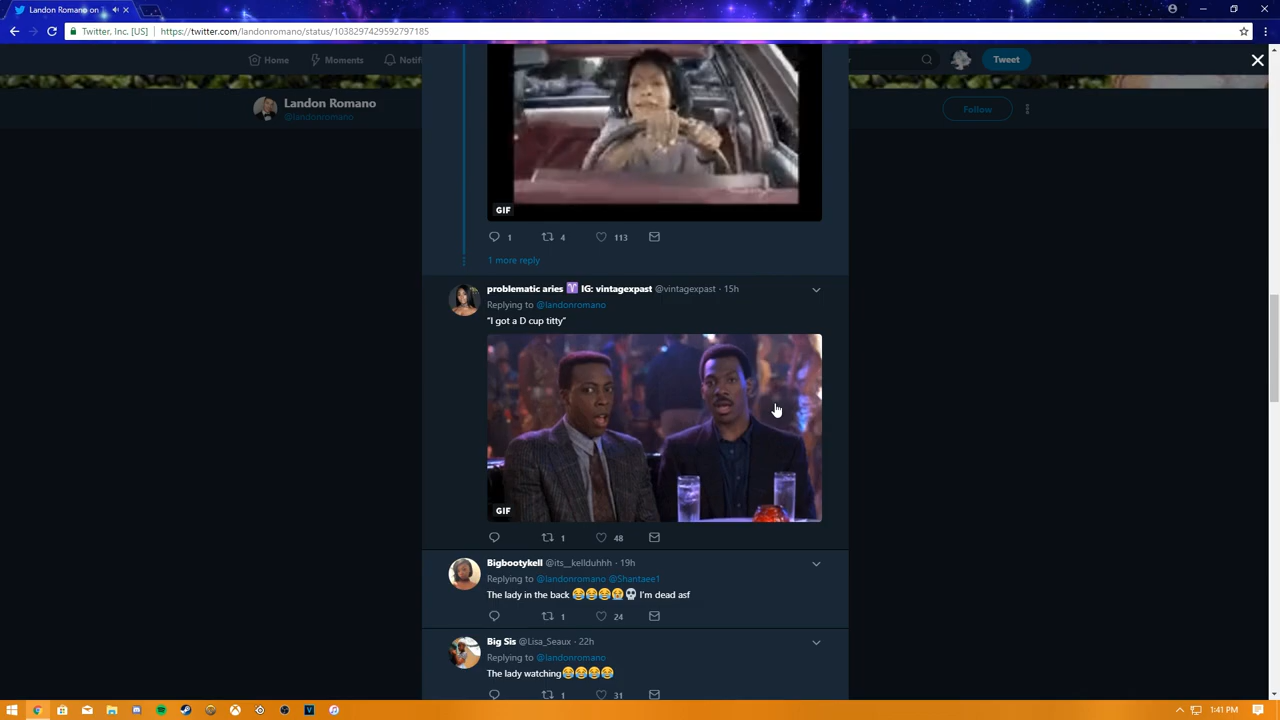 Landon Romano on
Twitter, Inc. [US] https://twitter.com/landonromano/status/1038297429592797185
Home Moments Tweet
Landon Romano
@landonromano
Follow
GIF
1 4 113
1 more reply
problematic aries ♈ IG: vintagexpast @vintagexpast · 15h
Replying to @landonromano
“I got a D cup titty”
GIF
1 48
Bigbootykell @its__kellduhhh · 19h
Replying to @landonromano @Shantaee1
The lady in the back I'm dead asf
1 24
Big Sis @Lisa_Seaux · 22h
Replying to @landonromano
The lady watching
1 31
1:41 PM